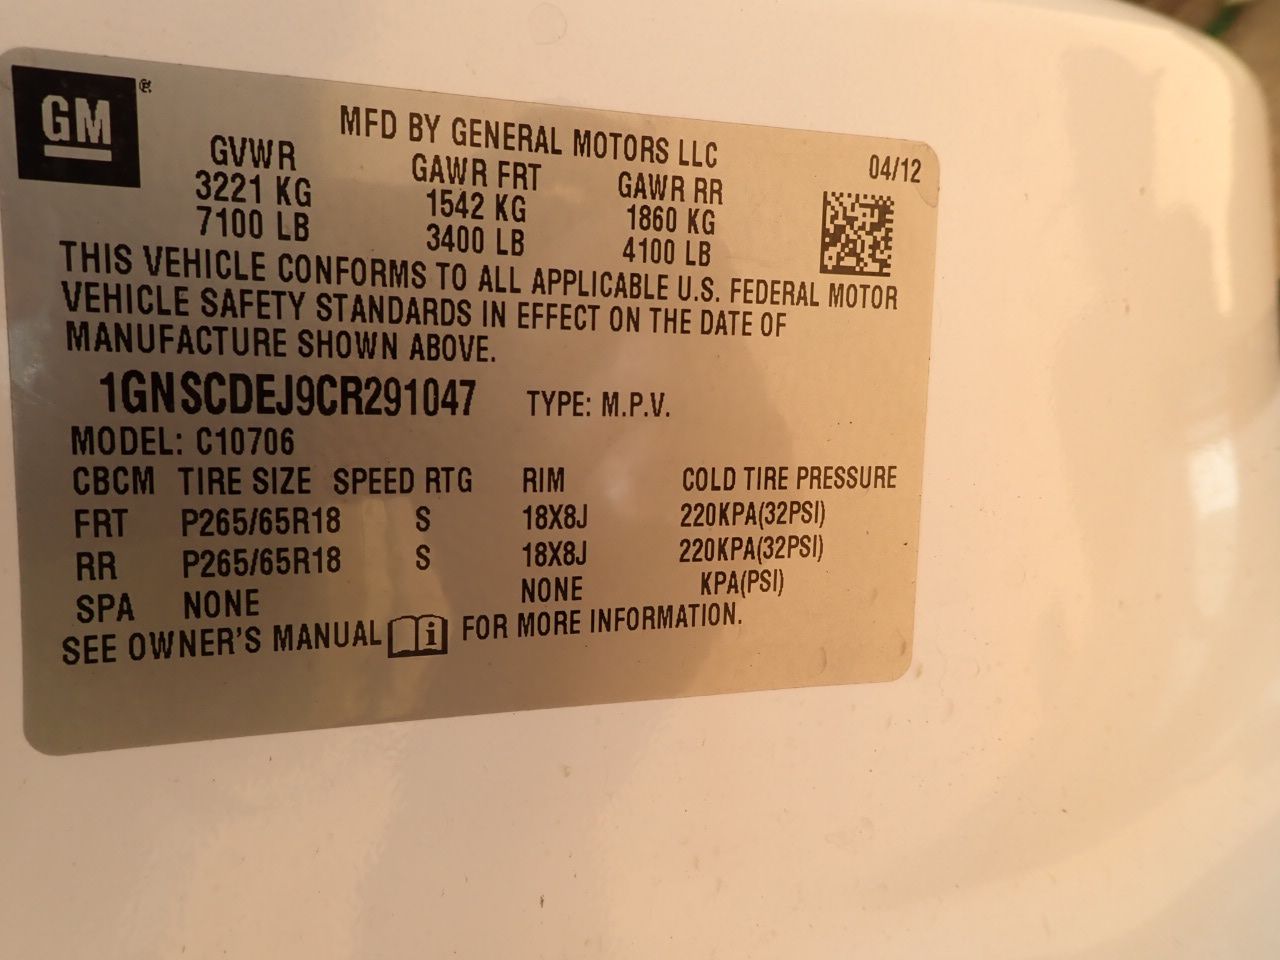 GM®
MFD BY GENERAL MOTORS LLC
04/12
GVWR GAWR FRT GAWR RR
3221 KG 1542 KG 1860 KG
7100 LB 3400 LB 4100 LB
THIS VEHICLE CONFORMS TO ALL APPLICABLE U.S. FEDERAL MOTOR
VEHICLE SAFETY STANDARDS IN EFFECT ON THE DATE OF
MANUFACTURE SHOWN ABOVE.
1GNSCDEJ9CR291047 TYPE: M.P.V.
MODEL: C10706
CBCM TIRE SIZE SPEED RTG RIM COLD TIRE PRESSURE
FRT P265/65R18 S 18X8J 220KPA(32PSI)
RR P265/65R18 S 18X8J 220KPA(32PSI)
SPA NONE NONE KPA(PSI)
SEE OWNER'S MANUAL i FOR MORE INFORMATION.